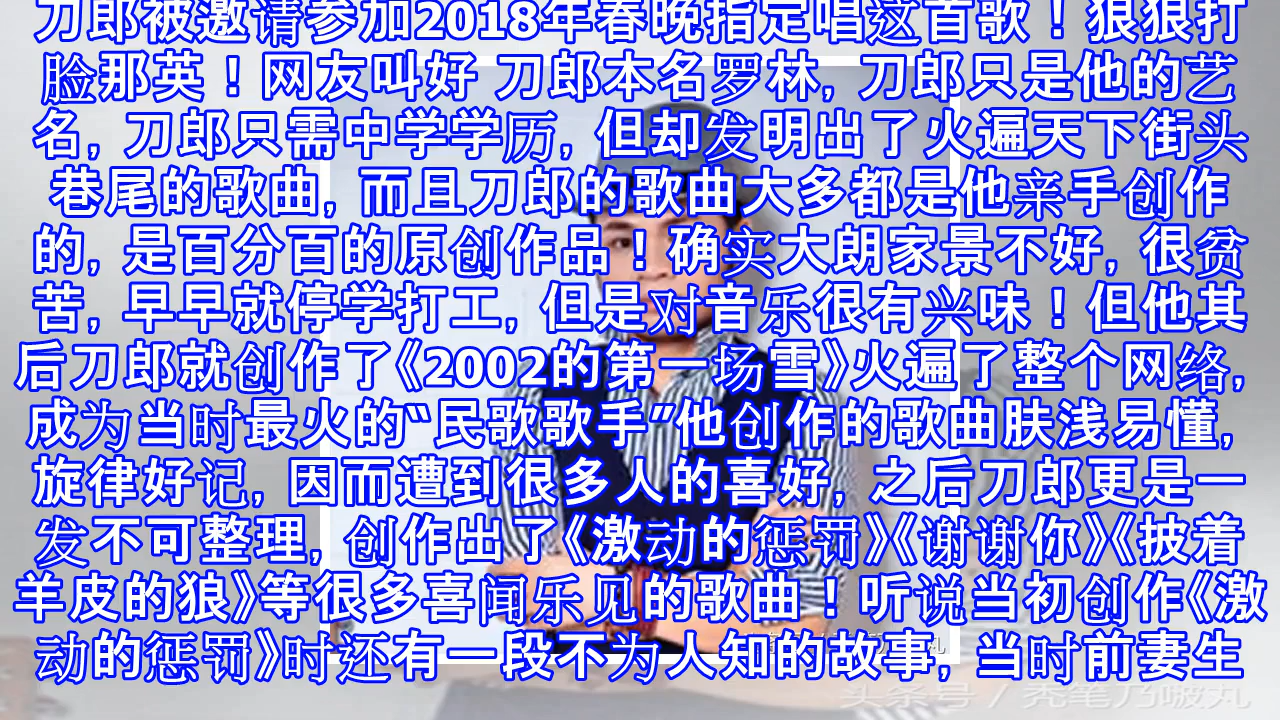 刀郎被邀请参加2018年春晚指定唱这首歌！狠狠打
脸那英！网友叫好 刀郎本名罗林, 刀郎只是他的艺
名, 刀郎只需中学学历, 但却发明出了火遍天下街头
巷尾的歌曲, 而且刀郎的歌曲大多都是他亲手创作
的, 是百分百的原创作品！确实大朗家景不好, 很贫
苦, 早早就停学打工, 但是对音乐很有兴味！但他其
后刀郎就创作了《2002的第一场雪》火遍了整个网络,
成为当时最火的“民歌歌手”他创作的歌曲肤浅易懂,
旋律好记, 因而遭到很多人的喜好, 之后刀郎更是一
发不可整理, 创作出了《激动的惩罚》《谢谢你》《披着
羊皮的狼》等很多喜闻乐见的歌曲！听说当初创作《激
动的惩罚》时还有一段不为人知的故事, 当时前妻生
头条号 / 秃笔乃啵丸